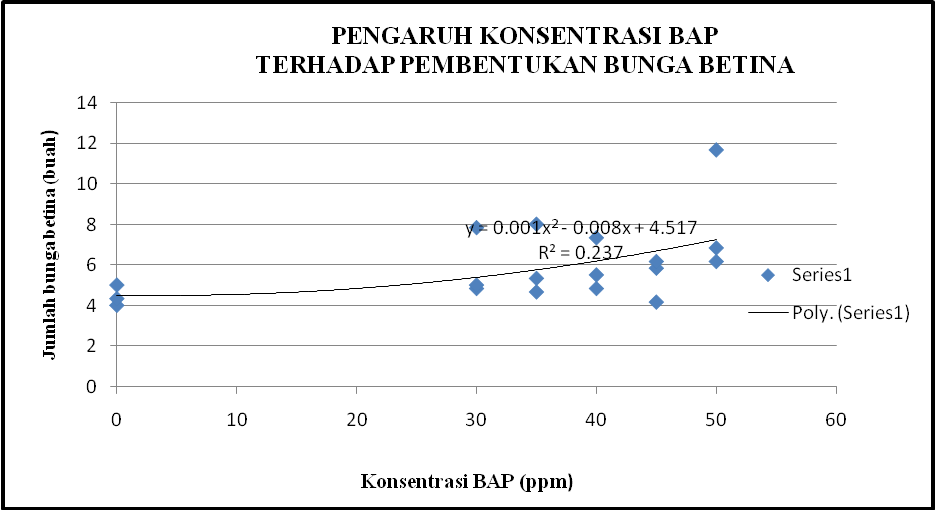 PENGARUH KONSENTRASI BAP
TERHADAP PEMBENTUKAN BUNGA BETINA
Jumlah bunga betina (buah)
14
12
10
8
6
4
2
0
y = 0.001x² - 0.008x + 4.517
R² = 0.237
Series1
Poly. (Series1)
0 10 20 30 40 50 60
Konsentrasi BAP (ppm)